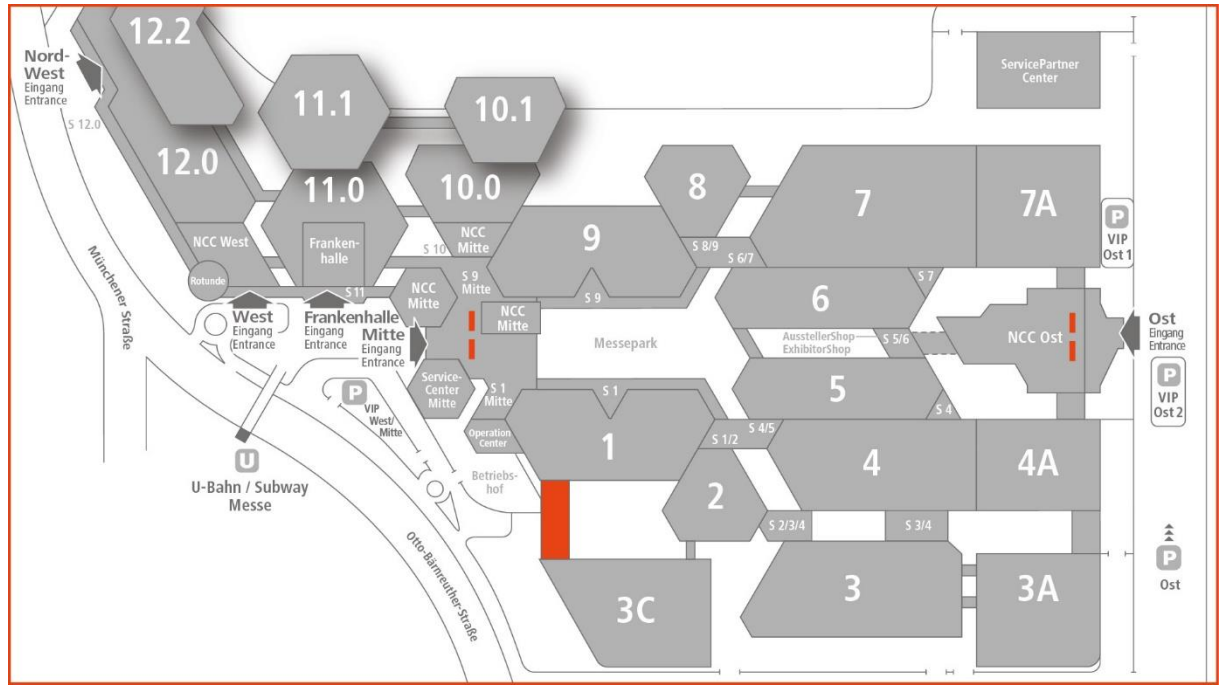 12.2
Nord-
West
Eingang
Entrance
S 12.0
12.0
11.1
10.1
11.0
10.0
NCC West
Franken-
halle
Rotunde
S 11
S 10
NCC
Mitte
NCC
Mitte
S 9
Mitte
NCC
Mitte
9
S 9
8
S 8/9
S 6/7
7
7A
ServicePartner
Center
P
VIP
Ost 1
6
S 7
AusstellerShop
ExhibitorShop
S 5/6
NCC Ost
Ost
Eingang
Entrance
P
VIP
Ost 2
Messepark
West
Eingang
(Entrance
Frankenhalle
Eingang
Entrance
Mitte
Eingang
Entrance
Service-
Center
Mitte
S 1
Mitte
S 1
Operation
Center
1
S 1/2
S 4/5
5
S 4
4
4A
2
S 2/3/4
S 3/4
3
3A
3C
Betriebs-
hof
P
VIP
West/
Mitte
U
U-Bahn / Subway
Messe
Münchener Straße
Otto-Bärnreuther-Straße
P
Ost